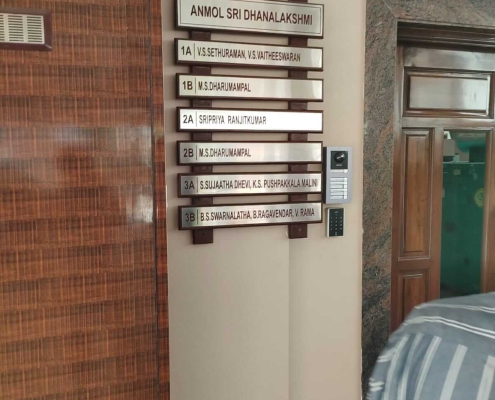 ANMOL SRI DHANALAKSHMI
1A V.S.SETHURAMAN, V.S.VAITHEESWARAN
1B M.S.DHARUMAMPAL
2A SRIPRIYA RANJITKUMAR
2B M.S.DHARUMAMPAL
3A S.SUJAATHA DHEVI, K.S. PUSHPAKKALA MALINI
3B B.S.SWARNALATHA, B.RAGAVENDAR, V. RAMA